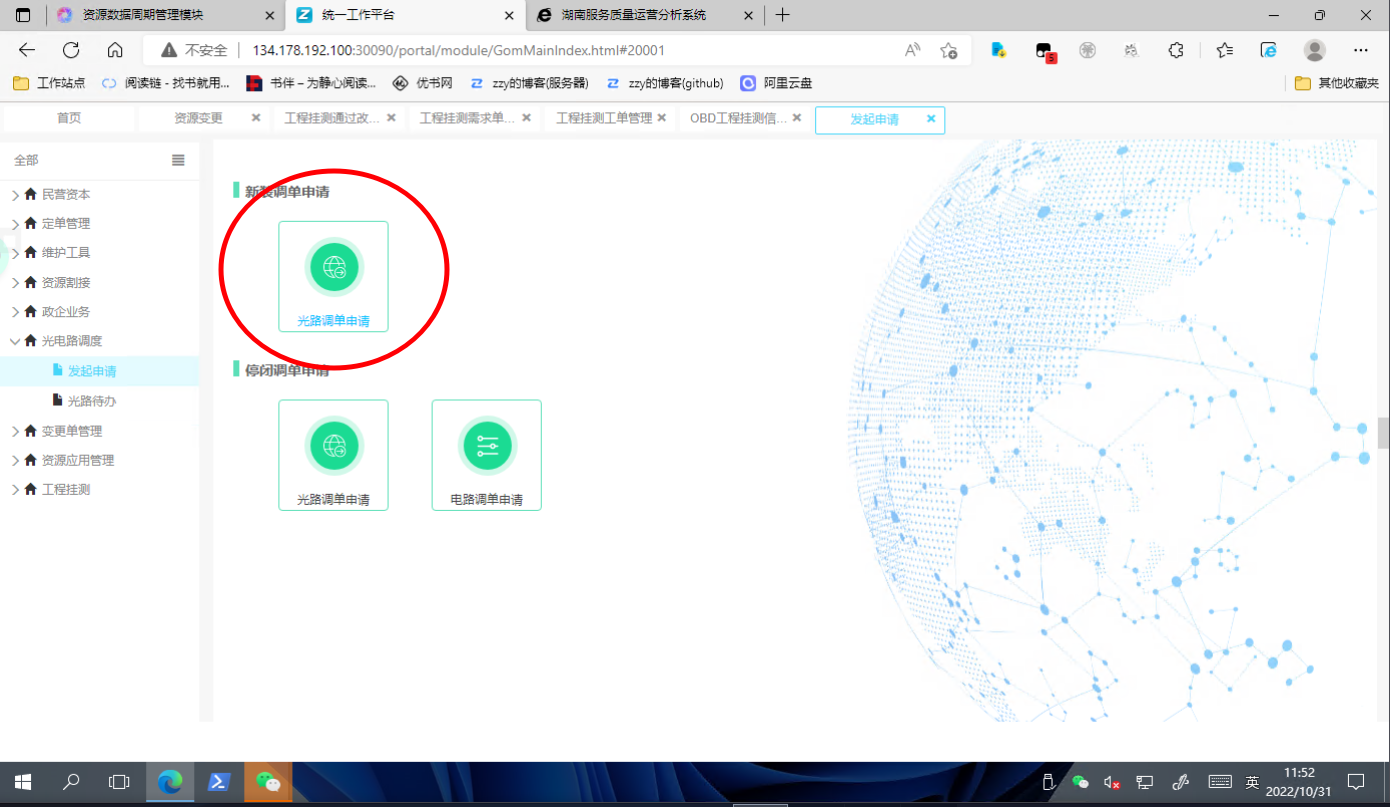 资源数据周期管理模块
统一工作平台
湖南服务质量运营分析系统
不安全
134.178.192.100:30090/portal/module/GomMainIndex.html#20001
5
工作站点
阅读链 - 找书就用...
书伴 – 为静心阅读...
优书网
zzy的博客(服务器)
zzy的博客(github)
阿里云盘
其他收藏夹
首页
资源变更
工程挂测通过改...
工程挂测需求单...
工程挂测工单管理
OBD工程挂测信...
发起申请
全部
民营资本
定单管理
维护工具
资源割接
政企业务
光电路调度
发起申请
光路待办
变更单管理
资源应用管理
工程挂测
新装调单申请
光路调单申请
停闭调单申请
光路调单申请
电路调单申请
英
11:52
2022/10/31